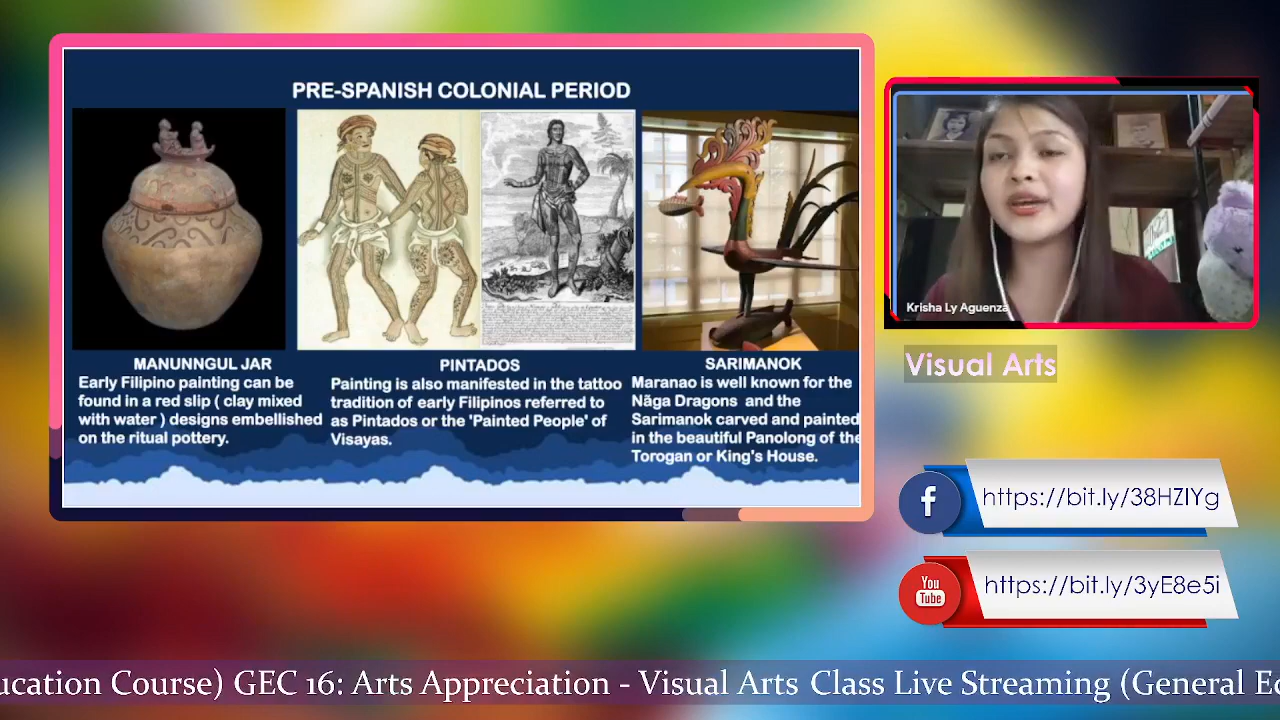 PRE-SPANISH COLONIAL PERIOD
MANUNNGUL JAR
Early Filipino painting can be
found in a red slip ( clay mixed
with water ) designs embellished
on the ritual pottery.
PINTADOS
Painting is also manifested in the tattoo
tradition of early Filipinos referred to
as Pintados or the 'Painted People' of
Visayas.
SARIMANOK
Maranao is well known for the
Nãga Dragons and the
Sarimanok carved and painted
in the beautiful Panolong of the
Torogan or King's House.
Krisha Ly Aguenza
Visual Arts
f
https://bit.ly/38HZIYg
You
Tube
https://bit.ly/3yE8e5i
ucation Course) GEC 16: Arts Appreciation - Visual Arts Class Live Streaming (General Ed